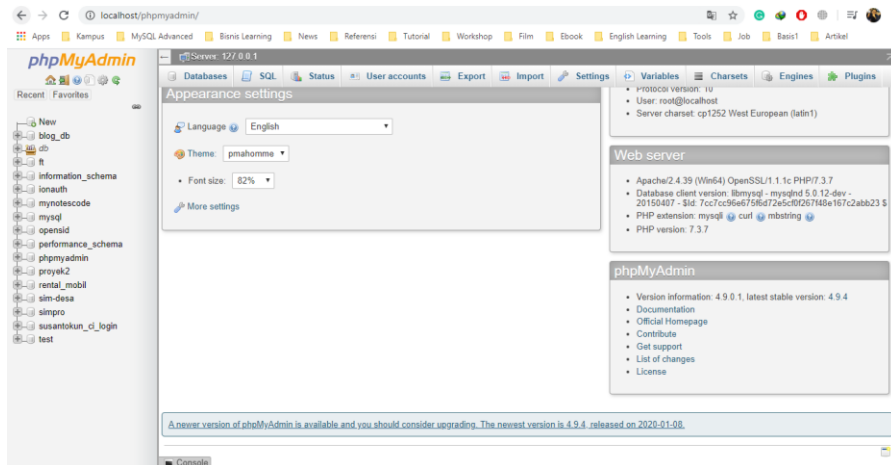 localhost/phpmyadmin/
Apps Kampus MySQL Advanced Bisnis Learning News Referensi Tutorial Workshop Film Ebook English Learning Tools Job Basis1 Artikel
phpMyAdmin
Recent Favorites
New
blog_db
db
ft
information_schema
ionauth
mynotescode
mysql
opensid
performance_schema
phpmyadmin
proyek2
rental_mobil
sim-desa
simpro
susantokun_ci_login
test
Server: 127.0.0.1
Databases SQL Status User accounts Export Import Settings Variables Charsets Engines Plugins
Appearance settings
Language English
Theme: pmahomme
Font size: 82%
More settings
Protocol version: 10
User: root@localhost
Server charset: cp1252 West European (latin1)
Web server
Apache/2.4.39 (Win64) OpenSSL/1.1.1c PHP/7.3.7
Database client version: libmysql - mysqlnd 5.0.12-dev -
20150407 - $Id: 7cc7cc96e675f6d72e5cf0f267f48e167c2abb23 $
PHP extension: mysqli curl mbstring
PHP version: 7.3.7
phpMyAdmin
Version information: 4.9.0.1, latest stable version: 4.9.4
Documentation
Official Homepage
Contribute
Get support
List of changes
License
A newer version of phpMyAdmin is available and you should consider upgrading. The newest version is 4.9.4, released on 2020-01-08.
Console